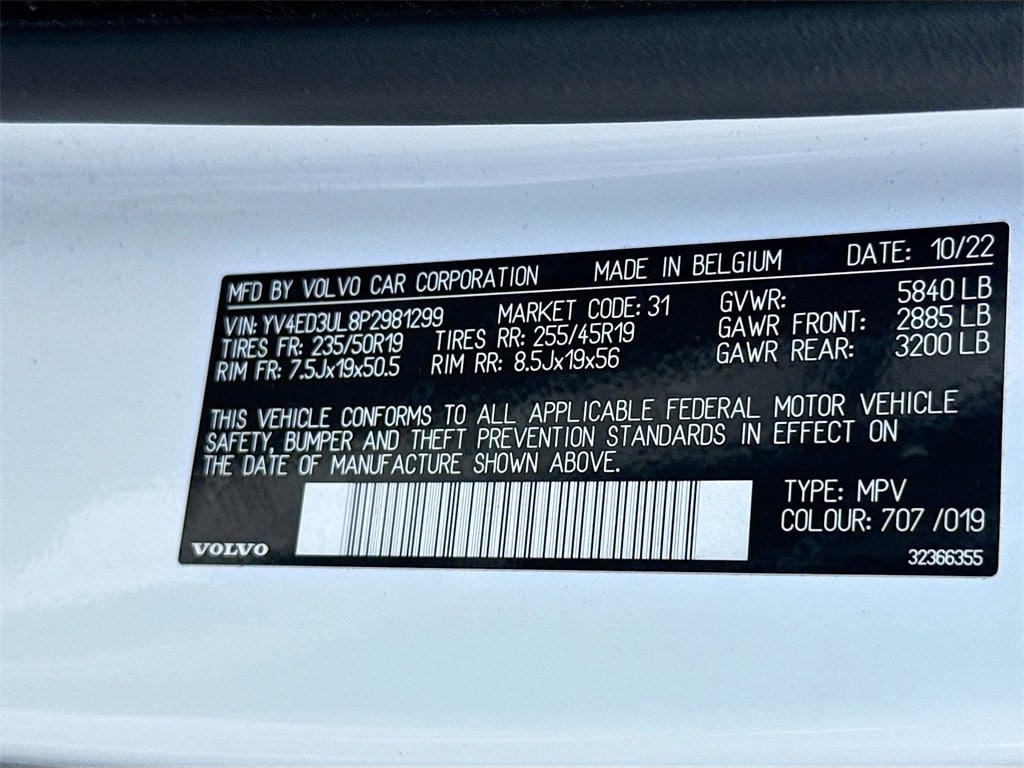 MFD BY VOLVO CAR CORPORATION MADE IN BELGIUM DATE: 10/22
VIN: YV4ED3UL8P2981299 MARKET CODE: 31 GVWR: 5840 LB
TIRES FR: 235/50R19 TIRES RR: 255/45R19 GAWR FRONT: 2885 LB
RIM FR: 7.5Jx19x50.5 RIM RR: 8.5Jx19x56 GAWR REAR: 3200 LB
THIS VEHICLE CONFORMS TO ALL APPLICABLE FEDERAL MOTOR VEHICLE
SAFETY, BUMPER AND THEFT PREVENTION STANDARDS IN EFFECT ON
THE DATE OF MANUFACTURE SHOWN ABOVE.
TYPE: MPV
COLOUR: 707 /019
VOLVO 32366355